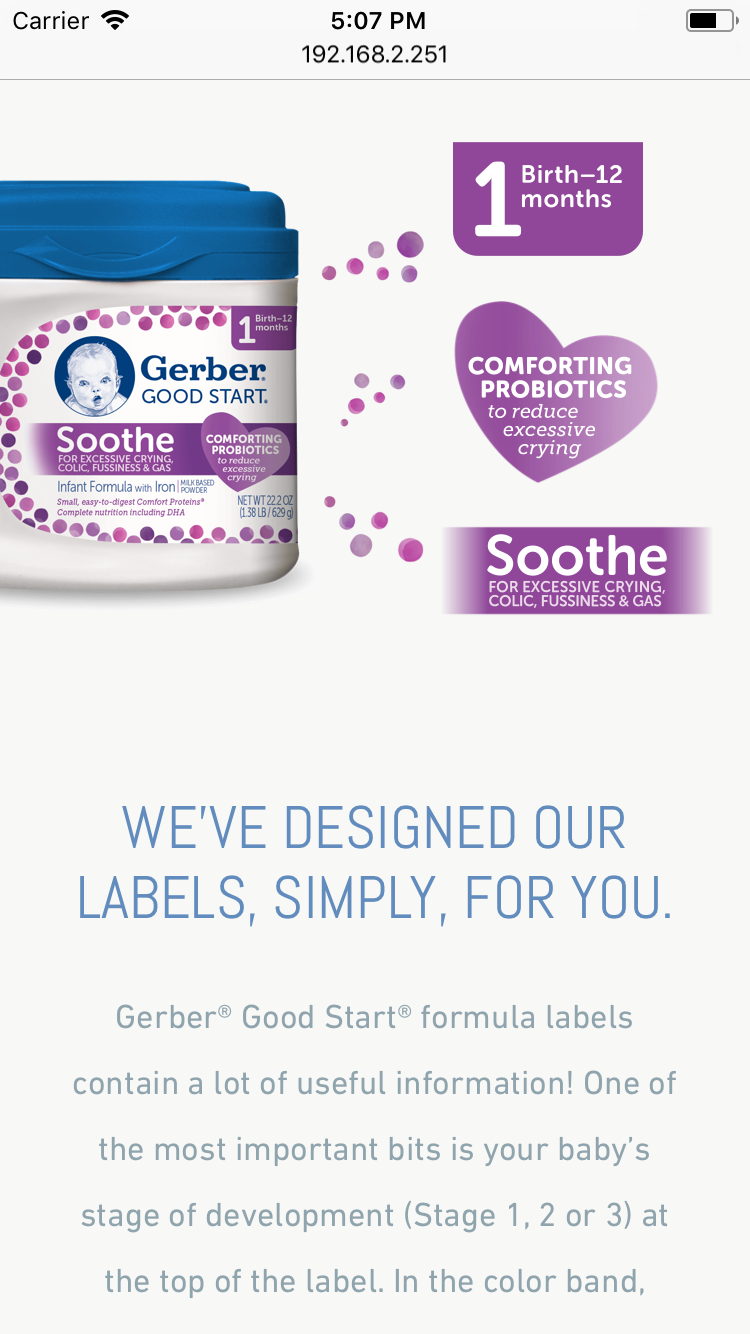 Carrier 5:07 PM
192.168.2.251
1 Birth–12
months
1 Birth–12
months
Gerber®
GOOD START®
Soothe
FOR EXCESSIVE CRYING,
COLIC, FUSSINESS & GAS
COMFORTING
PROBIOTICS
to reduce
excessive
crying
Infant Formula with Iron | MILK BASED
POWDER
Small, easy-to-digest Comfort Proteins®
Complete nutrition including DHA
NET WT 22.2 OZ
(1.38 LB / 629 g)
COMFORTING
PROBIOTICS
to reduce
excessive
crying
Soothe
FOR EXCESSIVE CRYING,
COLIC, FUSSINESS & GAS
WE'VE DESIGNED OUR
LABELS, SIMPLY, FOR YOU.
Gerber® Good Start® formula labels
contain a lot of useful information! One of
the most important bits is your baby's
stage of development (Stage 1, 2 or 3) at
the top of the label. In the color band,